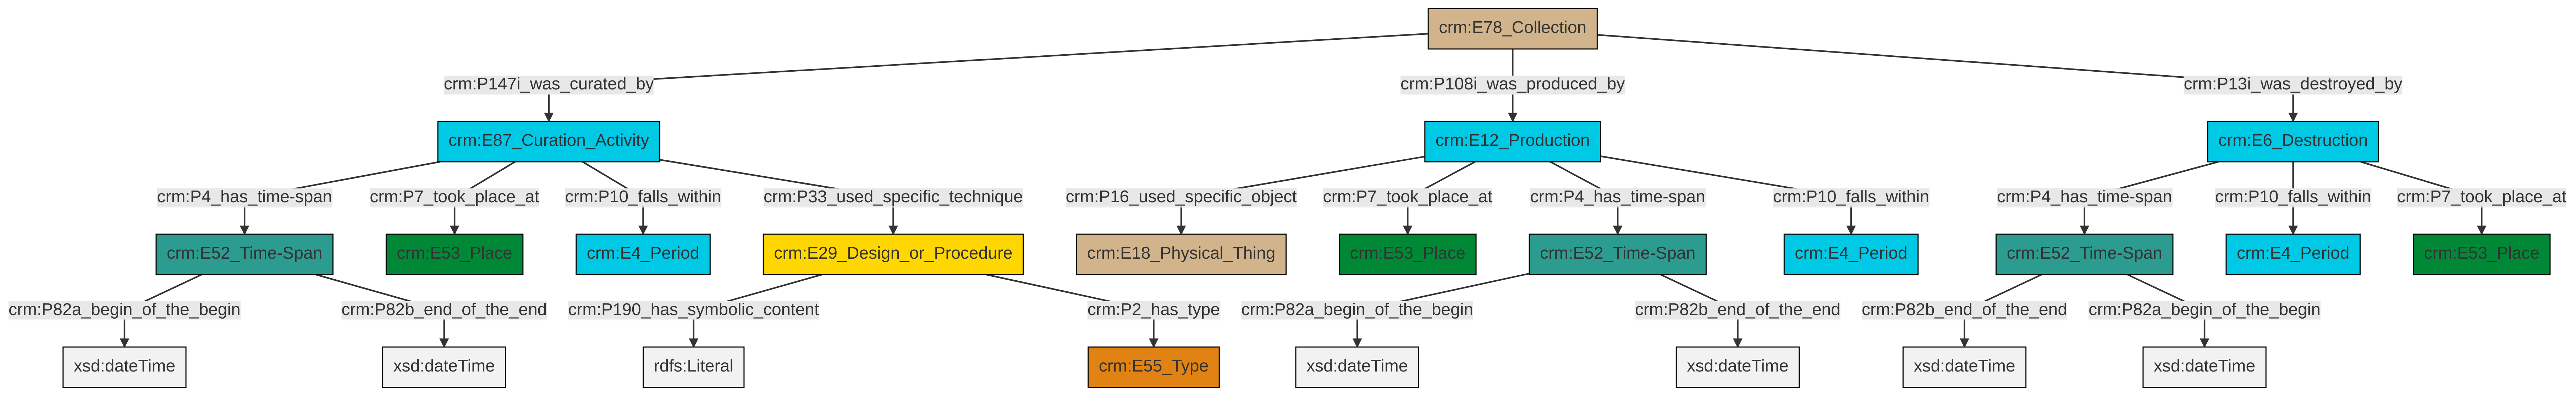 crm:E78_Collection
crm:P147i_was_curated_by
crm:P108i_was_produced_by
crm:P13i_was_destroyed_by
crm:E87_Curation_Activity
crm:E12_Production
crm:E6_Destruction
crm:P4_has_time-span
crm:P7_took_place_at
crm:P10_falls_within
crm:P33_used_specific_technique
crm:P16_used_specific_object
crm:P7_took_place_at
crm:P4_has_time-span
crm:P10_falls_within
crm:P4_has_time-span
crm:P10_falls_within
crm:P7_took_place_at
crm:E52_Time-Span
crm:E53_Place
crm:E4_Period
crm:E29_Design_or_Procedure
crm:E18_Physical_Thing
crm:E53_Place
crm:E52_Time-Span
crm:E4_Period
crm:E52_Time-Span
crm:E4_Period
crm:E53_Place
crm:P82a_begin_of_the_begin
crm:P82b_end_of_the_end
crm:P190_has_symbolic_content
crm:P2_has_type
crm:P82a_begin_of_the_begin
crm:P82b_end_of_the_end
crm:P82b_end_of_the_end
crm:P82a_begin_of_the_begin
xsd:dateTime
xsd:dateTime
rdfs:Literal
crm:E55_Type
xsd:dateTime
xsd:dateTime
xsd:dateTime
xsd:dateTime